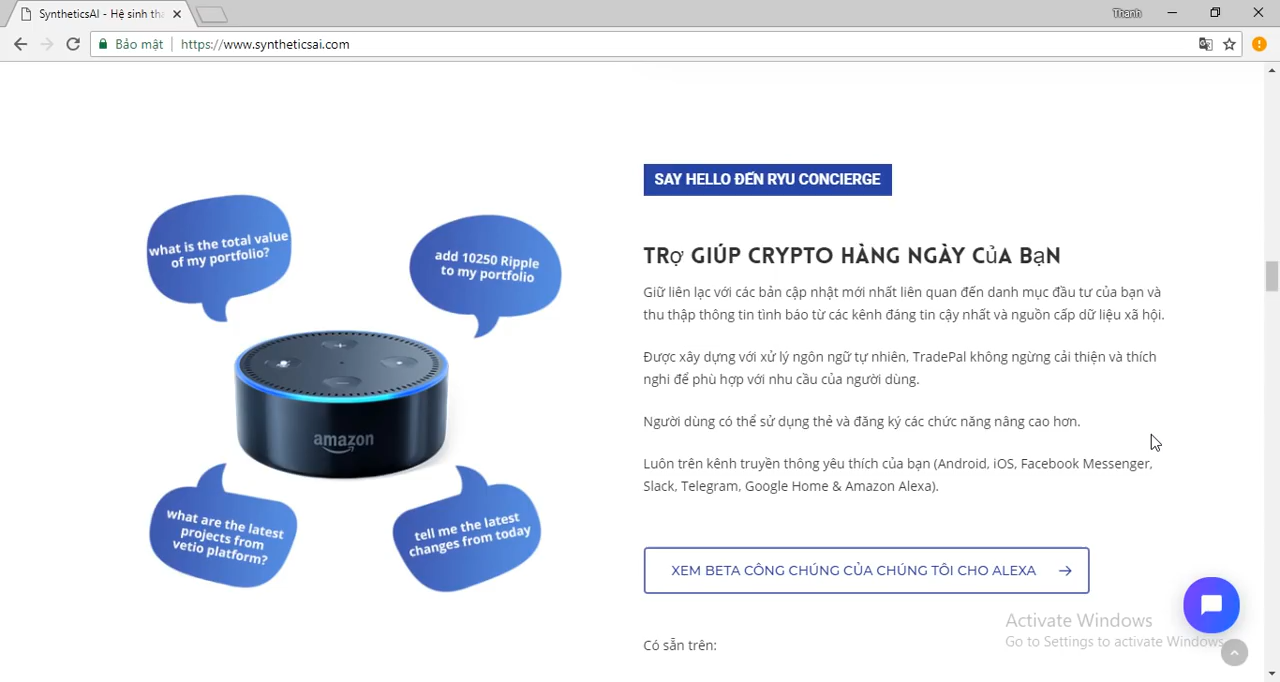 SyntheticsAI - Hệ sinh thá
Thanh
Bảo mật
https://www.syntheticsai.com
what is the total value
of my portfolio?
add 10250 Ripple
to my portfolio
amazon
what are the latest
projects from
vetio platform?
tell me the latest
changes from today
SAY HELLO ĐẾN RYU CONCIERGE
TRỢ GIÚP CRYPTO HÀNG NGÀY CỦA BẠN
Giữ liên lạc với các bản cập nhật mới nhất liên quan đến danh mục đầu tư của bạn và
thu thập thông tin tình báo từ các kênh đáng tin cậy nhất và nguồn cấp dữ liệu xã hội.
Được xây dựng với xử lý ngôn ngữ tự nhiên, TradePal không ngừng cải thiện và thích
nghi để phù hợp với nhu cầu của người dùng.
Người dùng có thể sử dụng thẻ và đăng ký các chức năng nâng cao hơn.
Luôn trên kênh truyền thông yêu thích của bạn (Android, iOS, Facebook Messenger,
Slack, Telegram, Google Home & Amazon Alexa).
XEM BETA CÔNG CHÚNG CỦA CHÚNG TÔI CHO ALEXA
Activate Windows
Go to Settings to activate Windows.
Có sẵn trên: